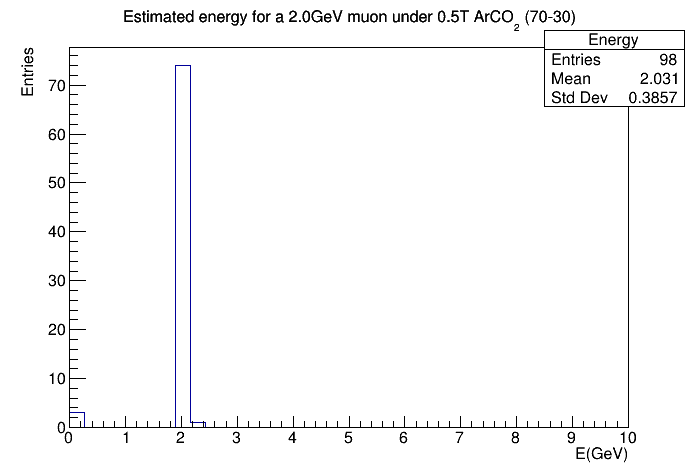 Estimated energy for a 2.0GeV muon under 0.5T ArCO2 (70-30)
Energy
Entries 98
Mean 2.031
Std Dev 0.3857
Entries
70
60
50
40
30
20
10
0
0 1 2 3 4 5 6 7 8 9 10
E(GeV)